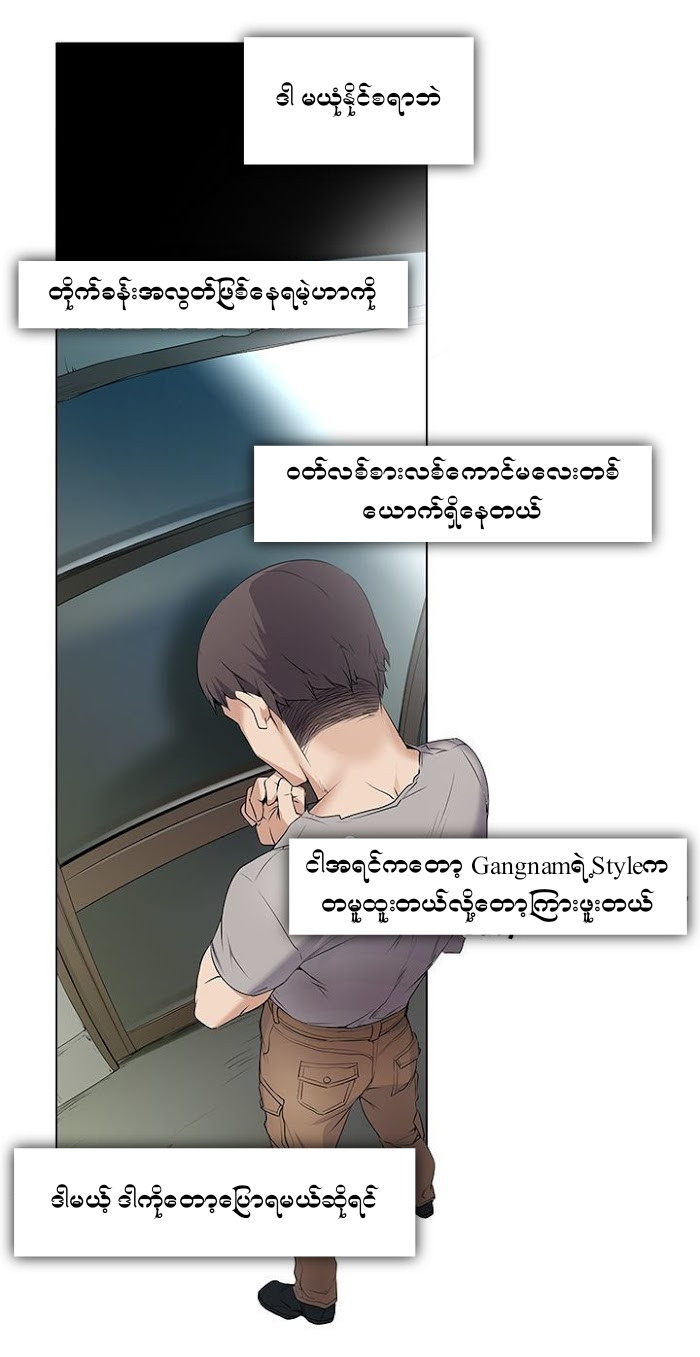 ဒါ မယုံနိုင်စရာဘဲ
တိုက်ခန်းအလွတ်ဖြစ်နေရမဲ့ဟာကို
ဝတ်လစ်စားလစ်ကောင်မလေးတစ်
ယောက်ရှိနေတယ်
ငါအရင်ကတော့ Gangnamရဲ့Styleက
တမူထူးတယ်လို့တော့ကြားဖူးတယ်
ဒါမယ့် ဒါကိုတော့ပြောရမယ်ဆိုရင်